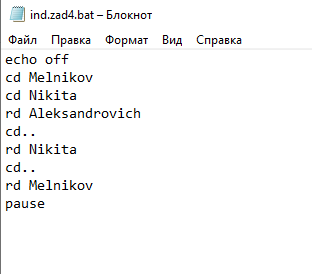 ind.zad4.bat – Блокнот
Файл Правка Формат Вид Справка
echo off
cd Melnikov
cd Nikita
rd Aleksandrovich
cd..
rd Nikita
cd..
rd Melnikov
pause